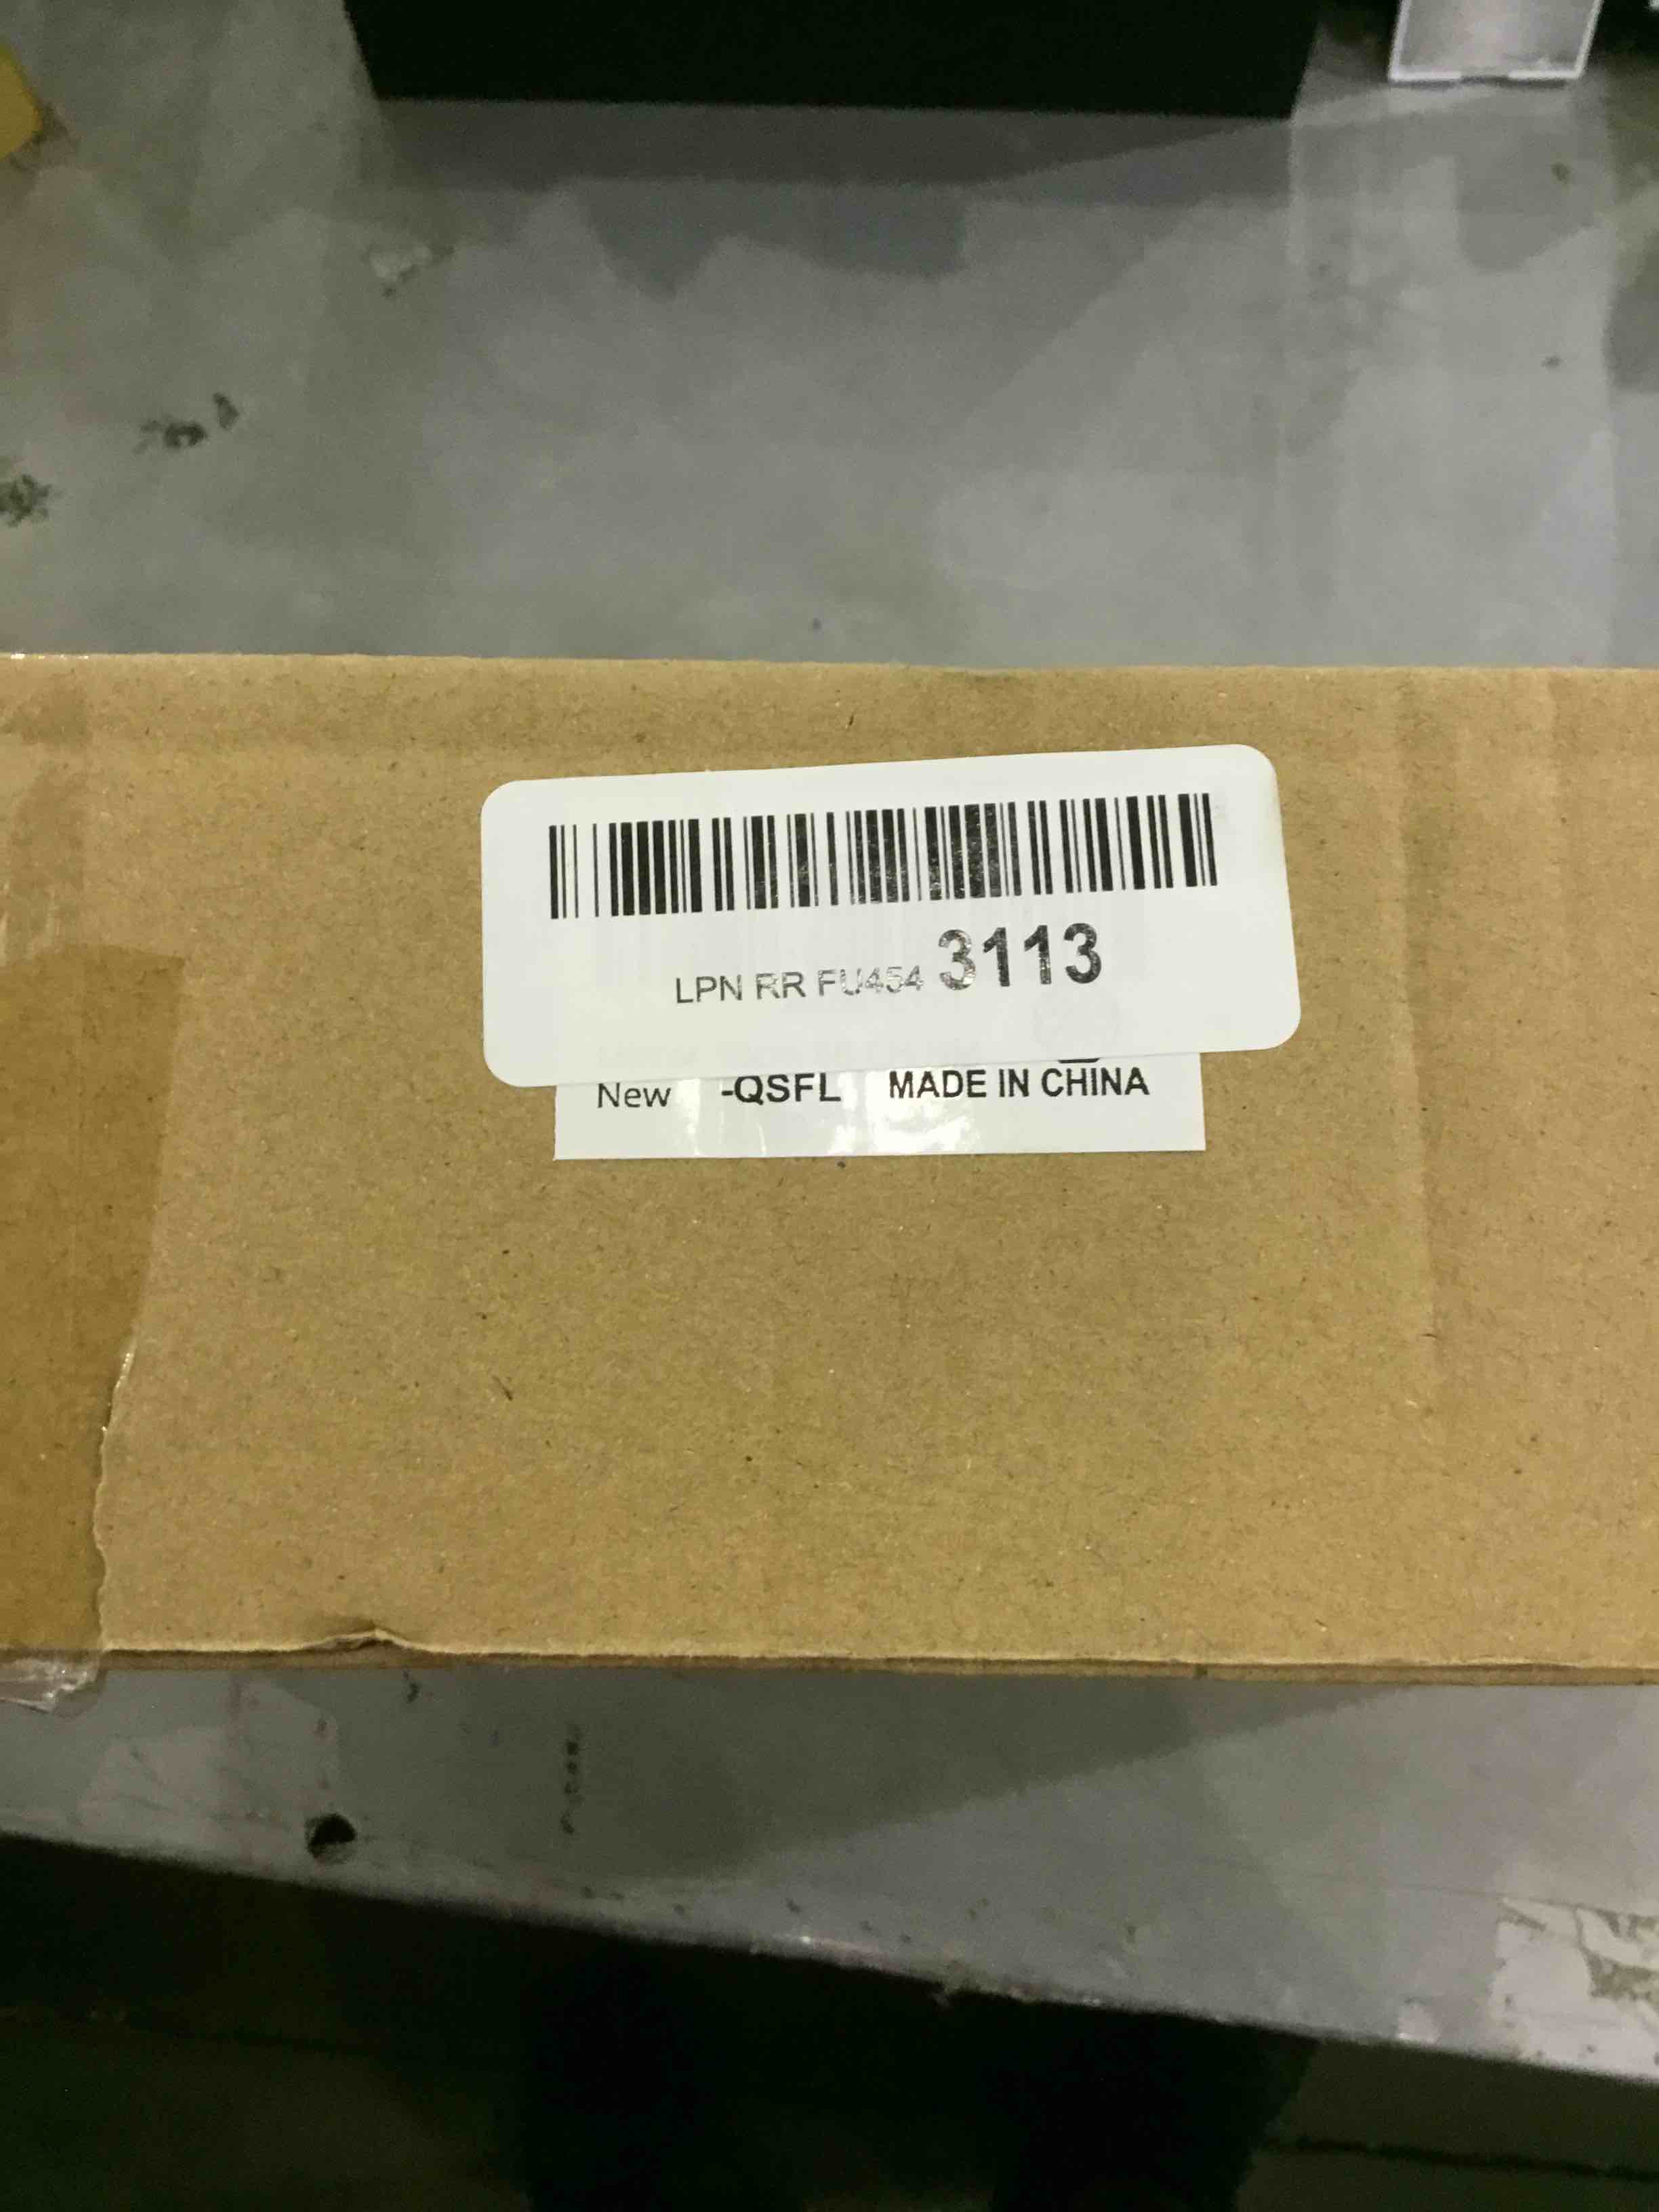 LPN RR FU454 3113
New -QSFL MADE IN CHINA